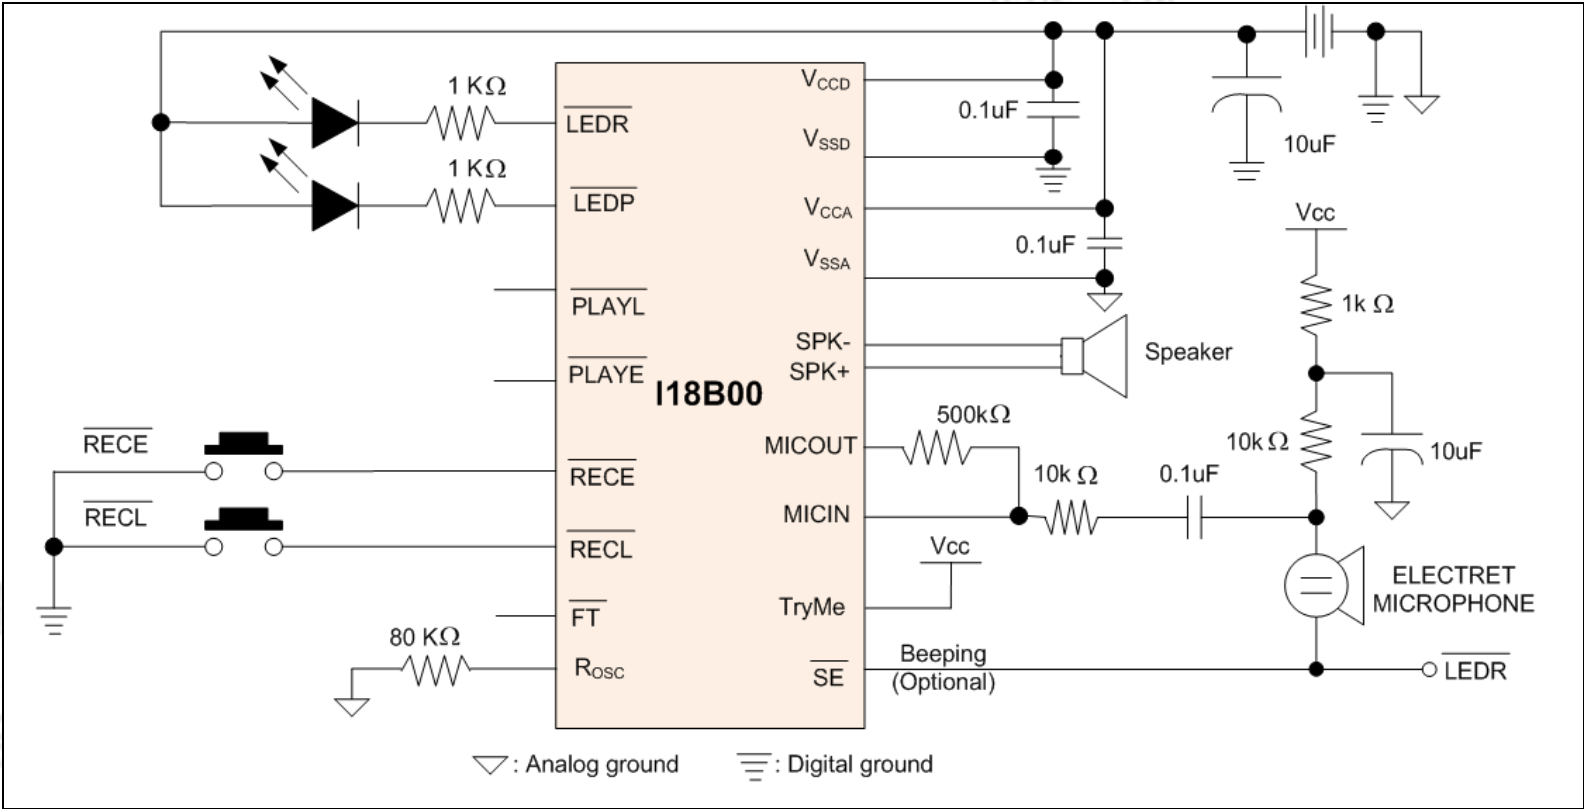 1 KΩ
LEDR
1 KΩ
LEDP
PLAYL
PLAYE
RECE
RECE
RECL
RECL
FT
80 KΩ
ROSC
I18B00
VCCD
0.1uF
VSSD
10uF
VCCA
0.1uF
VSSA
Vcc
1k Ω
SPK-
SPK+
Speaker
500kΩ
MICOUT
10k Ω
0.1uF
10k Ω
10uF
MICIN
Vcc
TryMe
ELECTRET
MICROPHONE
SE
Beeping
(Optional)
LEDR
: Analog ground
: Digital ground